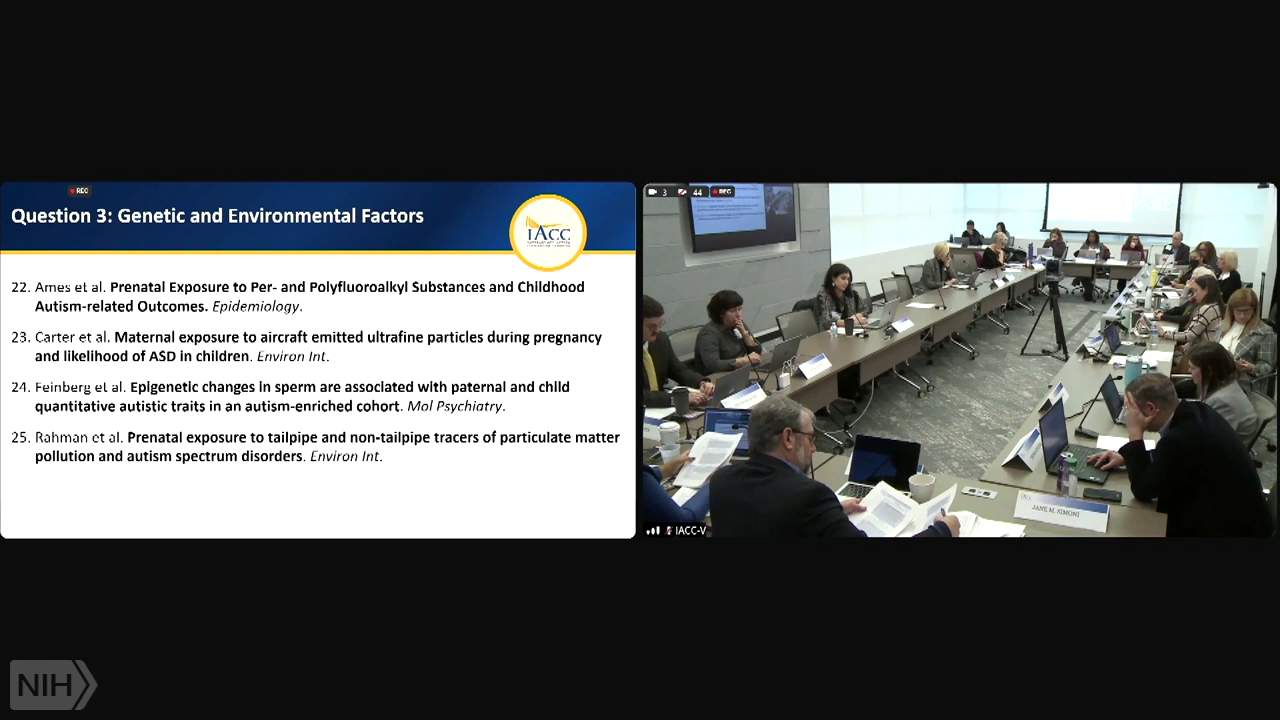 REC
Question 3: Genetic and Environmental Factors
IACC
22. Ames et al. Prenatal Exposure to Per- and Polyfluoroalkyl Substances and Childhood
Autism-related Outcomes. Epidemiology.
23. Carter et al. Maternal exposure to aircraft emitted ultrafine particles during pregnancy
and likelihood of ASD in children. Environ Int.
24. Feinberg et al. Epigenetic changes in sperm are associated with paternal and child
quantitative autistic traits in an autism-enriched cohort. Mol Psychiatry.
25. Rahman et al. Prenatal exposure to tailpipe and non-tailpipe tracers of particulate matter
pollution and autism spectrum disorders. Environ Int.
3 44 REC
JANE M. SIMONI
IACC-V
NIH